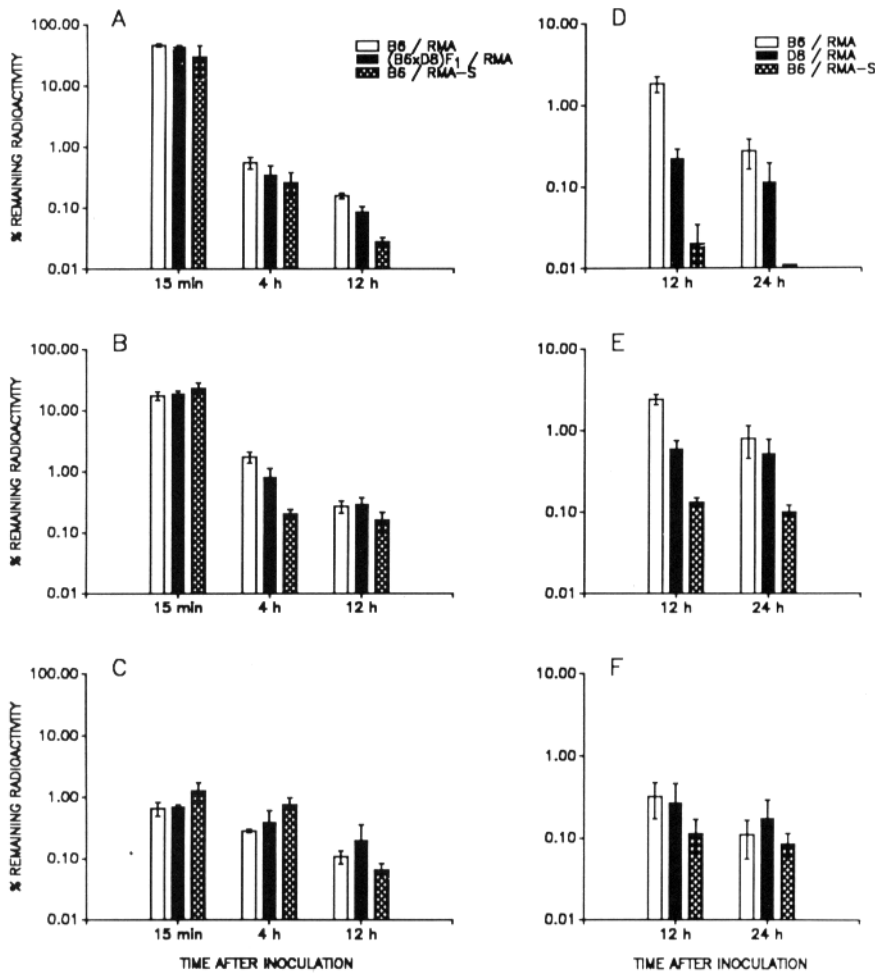 A
B6 / RMA
(B6xD8)F1 / RMA
B6 / RMA-S
% REMAINING RADIOACTIVITY
100.00
10.00
1.00
0.10
0.01
15 min
4 h
12 h
D
B6 / RMA
D8 / RMA
B6 / RMA-S
10.00
1.00
0.10
0.01
12 h
24 h
B
% REMAINING RADIOACTIVITY
100.00
10.00
1.00
0.10
0.01
15 min
4 h
12 h
E
10.00
1.00
0.10
0.01
12 h
24 h
C
% REMAINING RADIOACTIVITY
100.00
10.00
1.00
0.10
0.01
15 min
4 h
12 h
TIME AFTER INOCULATION
F
10.00
1.00
0.10
0.01
12 h
24 h
TIME AFTER INOCULATION